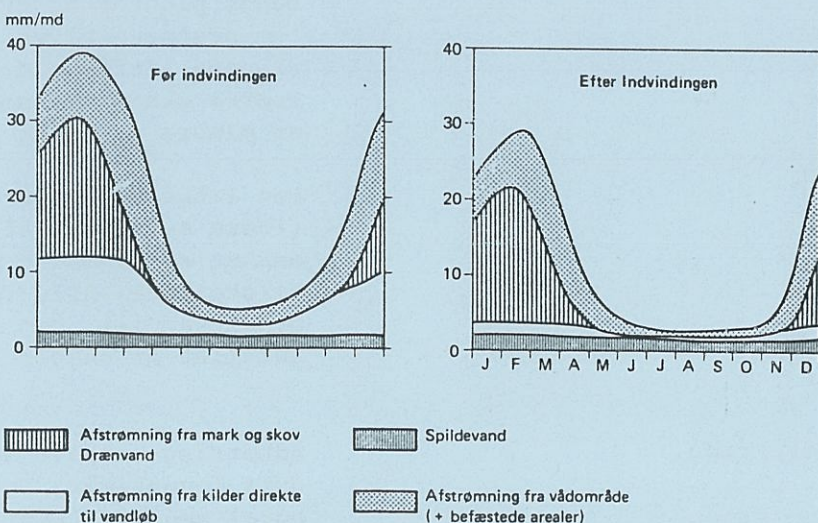 mm/md
40
30
20
10
0
Før indvindingen
40
30
20
10
0
Efter Indvindingen
J F M A M J J A S O N D
Afstrømning fra mark og skov
Drænvand
Spildevand
Afstrømning fra kilder direkte
til vandløb
Afstrømning fra vådområde
(+ befæstede arealer)